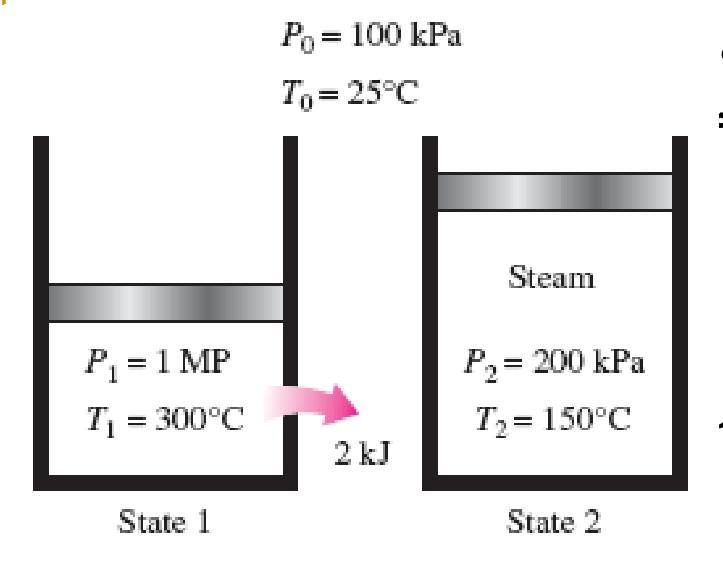 P₀ = 100 kPa
T₀ = 25°C
Steam
P₁ = 1 MP
T₁ = 300°C
2 kJ
P₂ = 200 kPa
T₂ = 150°C
State 1
State 2